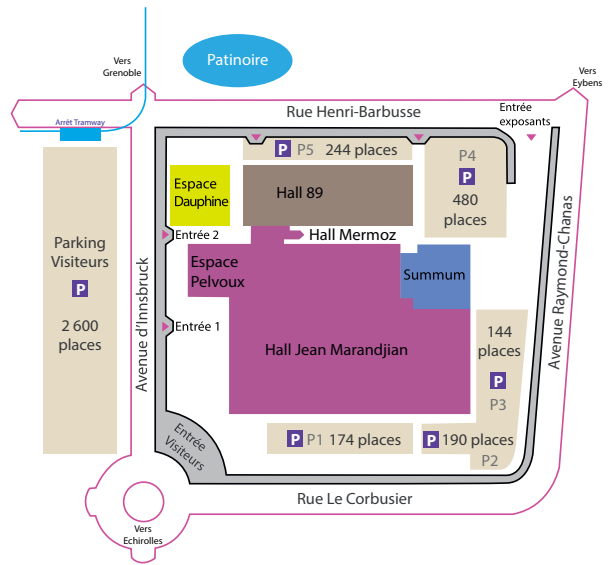 Patinoire
Vers
Grenoble
Vers
Eybens
Rue Henri-Barbusse
Entrée
exposants
Arrêt Tramway
P P5 244 places
P4
P
480
places
Espace
Dauphine
Hall 89
Entrée 2
Hall Mermoz
Parking
Visiteurs
P
2 600
places
Espace
Pelvoux
Summum
Avenue d'Innsbruck
Avenue Raymond-Chanas
Entrée 1
Hall Jean Marandjian
144
places
P
P3
Entrée
Visiteurs
P P1 174 places
P 190 places
P2
Rue Le Corbusier
Vers
Echirolles